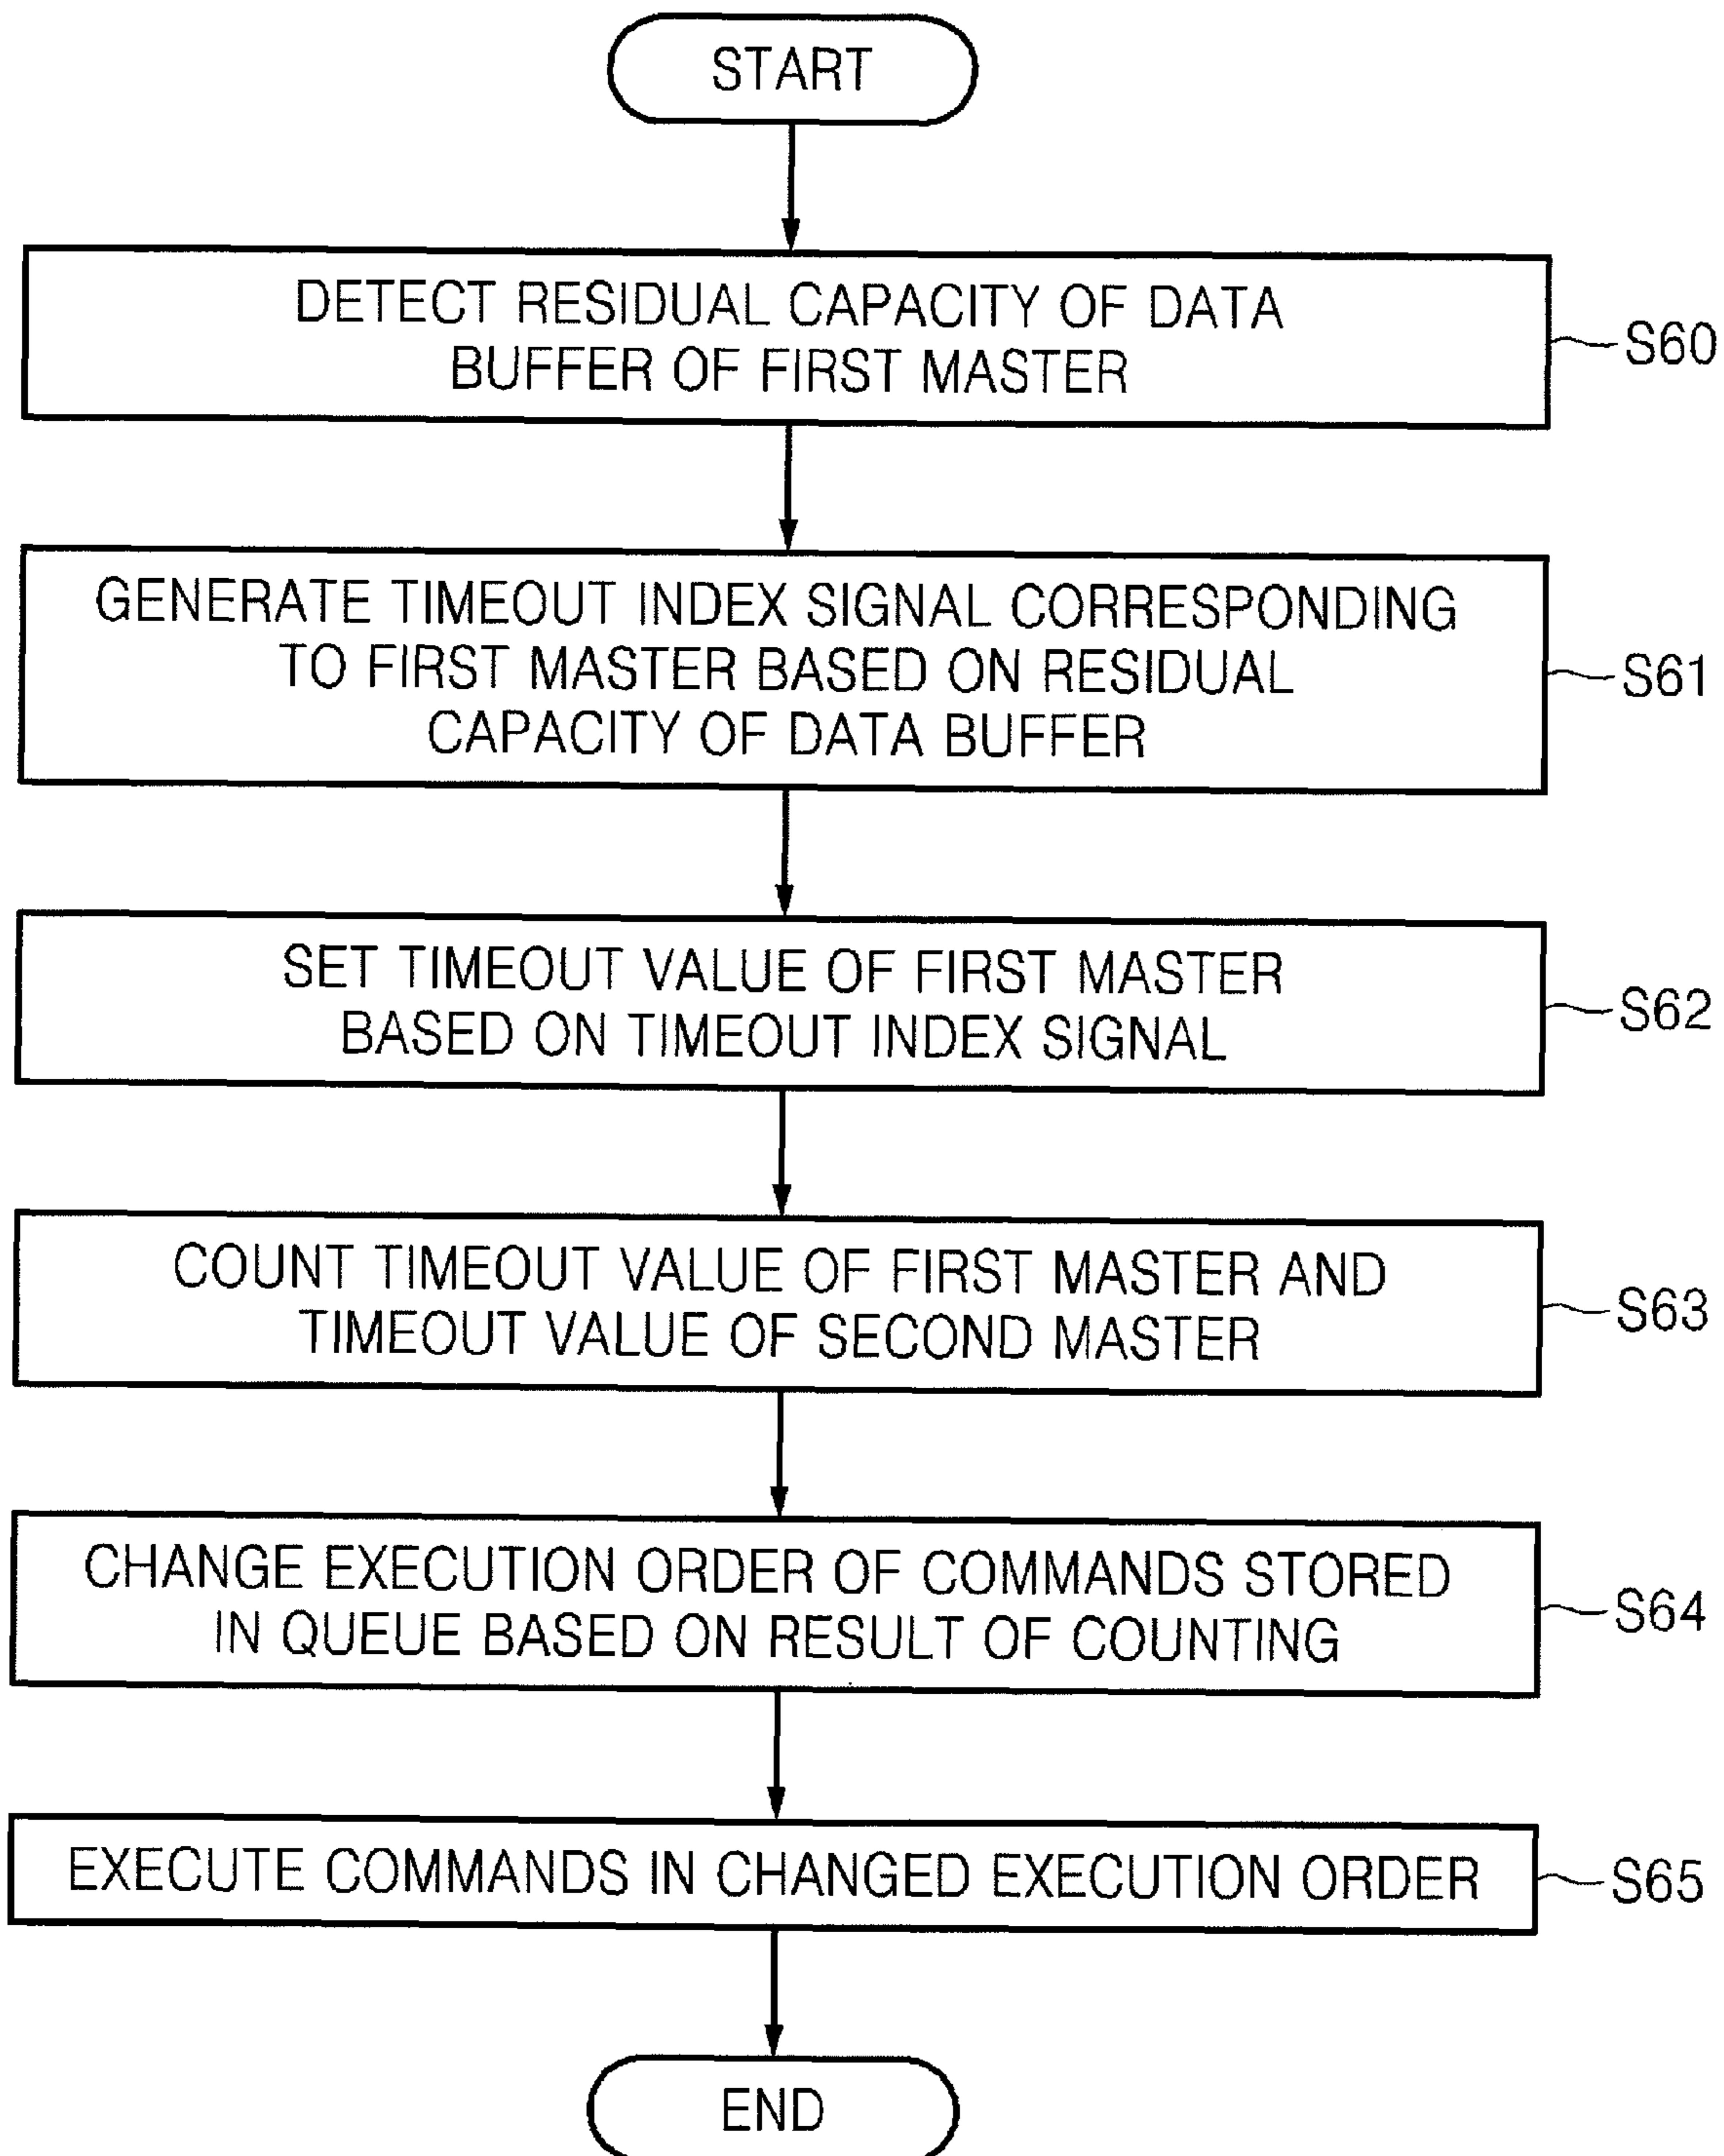 START
DETECT RESIDUAL CAPACITY OF DATA
BUFFER OF FIRST MASTER
S60
GENERATE TIMEOUT INDEX SIGNAL CORRESPONDING
TO FIRST MASTER BASED ON RESIDUAL
CAPACITY OF DATA BUFFER
S61
SET TIMEOUT VALUE OF FIRST MASTER
BASED ON TIMEOUT INDEX SIGNAL
S62
COUNT TIMEOUT VALUE OF FIRST MASTER AND
TIMEOUT VALUE OF SECOND MASTER
S63
CHANGE EXECUTION ORDER OF COMMANDS STORED
IN QUEUE BASED ON RESULT OF COUNTING
S64
EXECUTE COMMANDS IN CHANGED EXECUTION ORDER
S65
END